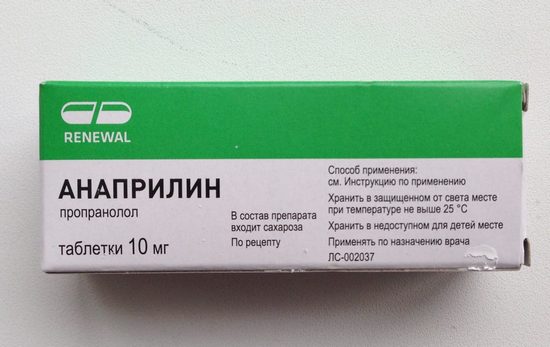 RENEWAL
АНАПРИЛИН
пропранолол
таблетки 10 мг
В состав препарата
входит сахароза
По рецепту
Способ применения:
см. Инструкцию по применению
Хранить в защищенном от света месте
при температуре не выше 25 °С
Хранить в недоступном для детей месте
Применять по назначению врача
ЛС-002037